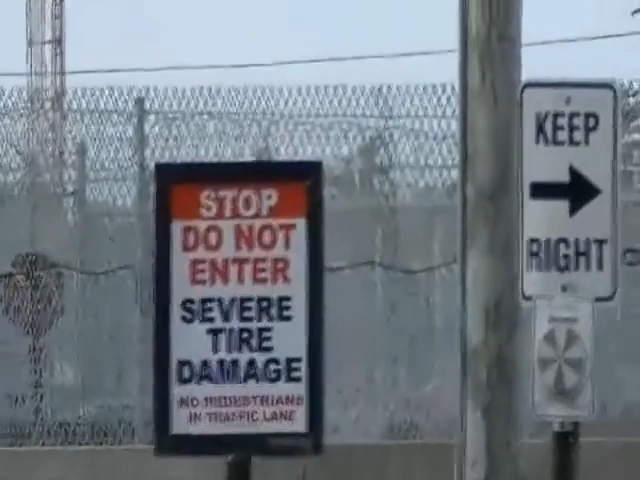 STOP
DO NOT
ENTER
SEVERE
TIRE
DAMAGE
NO PEDESTRIANS
IN TRAFFIC LANE
KEEP
RIGHT